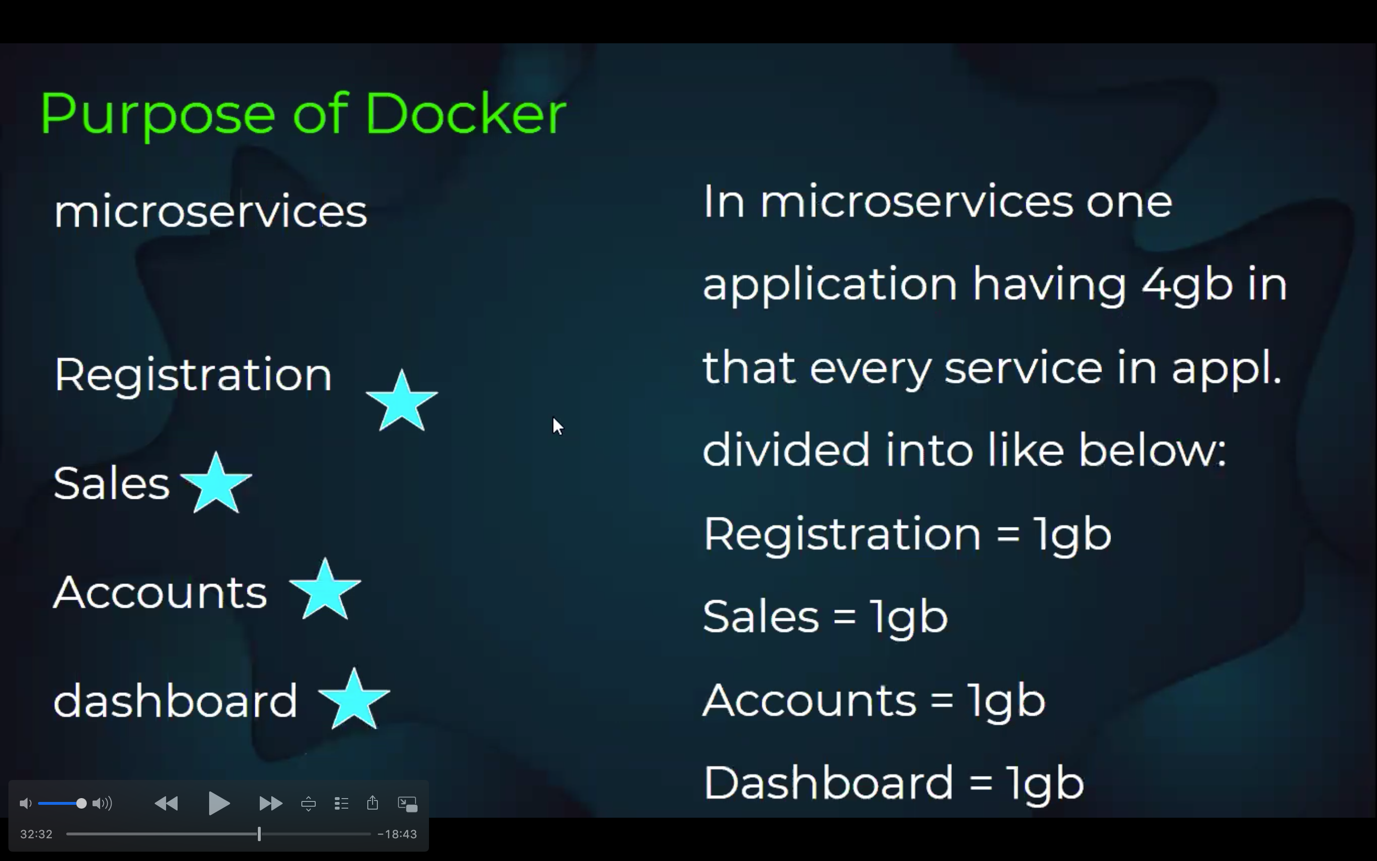 Purpose of Docker
microservices
Registration
Sales
Accounts
dashboard
In microservices one
application having 4gb in
that every service in appl.
divided into like below:
Registration = 1gb
Sales = 1gb
Accounts = 1gb
Dashboard = 1gb
32:32
-18:43